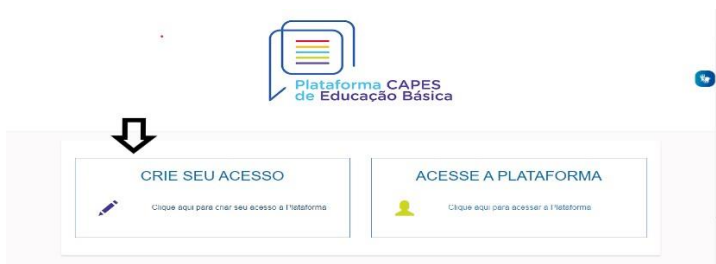 Plataforma CAPES
de Educação Básica
CRIE SEU ACESSO
Clique aqui para criar seu acesso a Plataforma
ACESSE A PLATAFORMA
Clique aqui para acessar a Plataforma